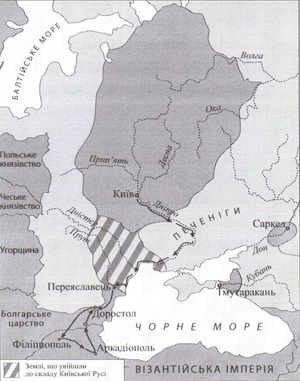 БАЛТІЙСЬКЕ МОРЕ
Волга
Ока
Десна
Прип'ять
Польське
князівство
Київ
Дніпро
Чеське
князівство
Дністер
Прут
ПЕЧЕНІГИ
Саркел
Дон
Угорщина
Кубань
Переяславець
Тмутаракань
Болгарське
царство
Доростол
ЧОРНЕ МОРЕ
Філіппополь
Аркадіополь
ВІЗАНТІЙСЬКА ІМПЕРІЯ
Землі, що увійшли
до складу Київської Русі